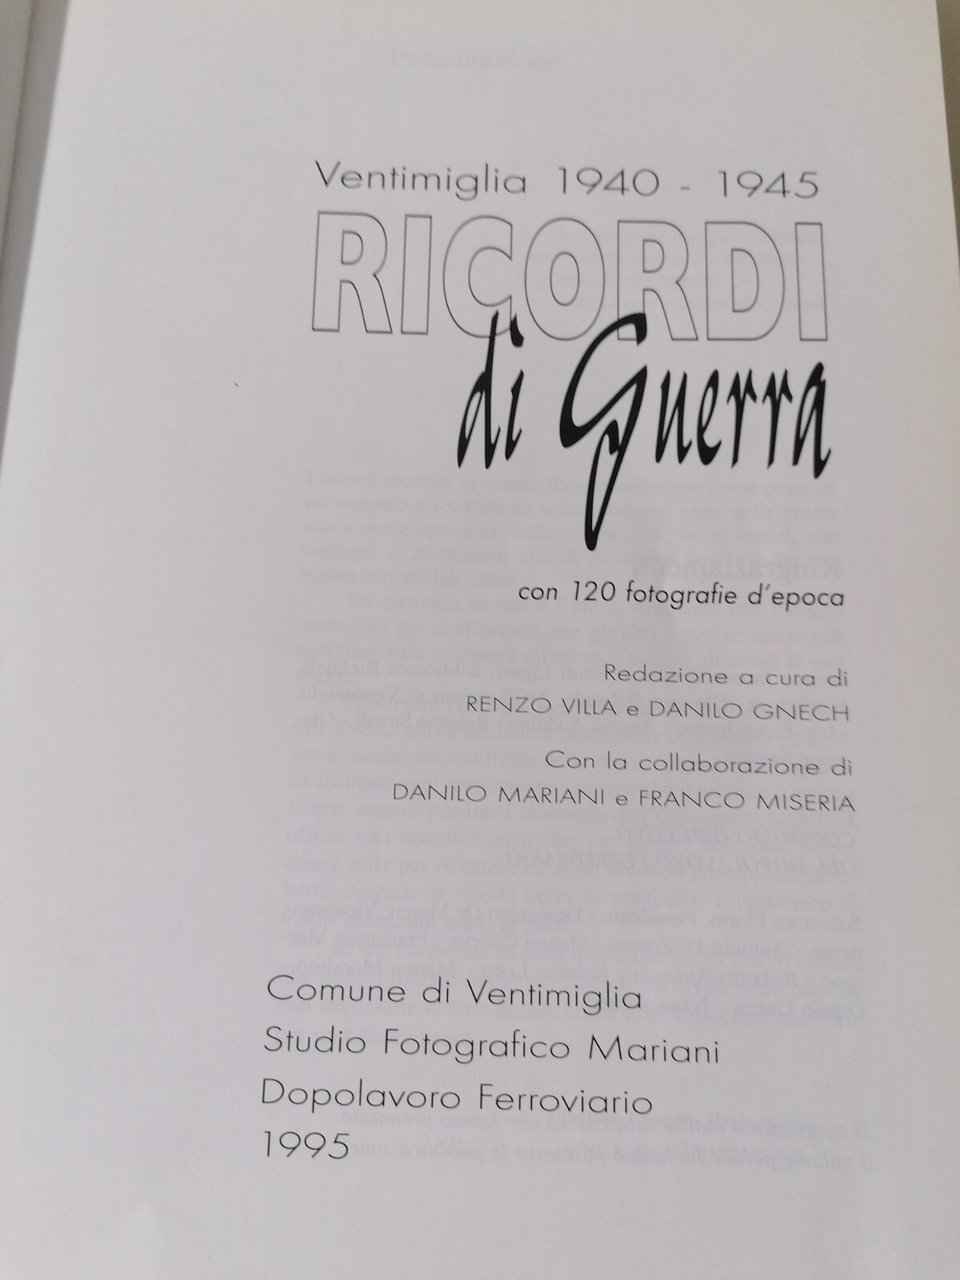 Ventimiglia 1940 - 1945
RICORDI
di Guerra
con 120 fotografie d'epoca
Redazione a cura di
RENZO VILLA e DANILO GNECH
Con la collaborazione di
DANILO MARIANI e FRANCO MISERIA
Comune di Ventimiglia
Studio Fotografico Mariani
Dopolavoro Ferroviario
1995